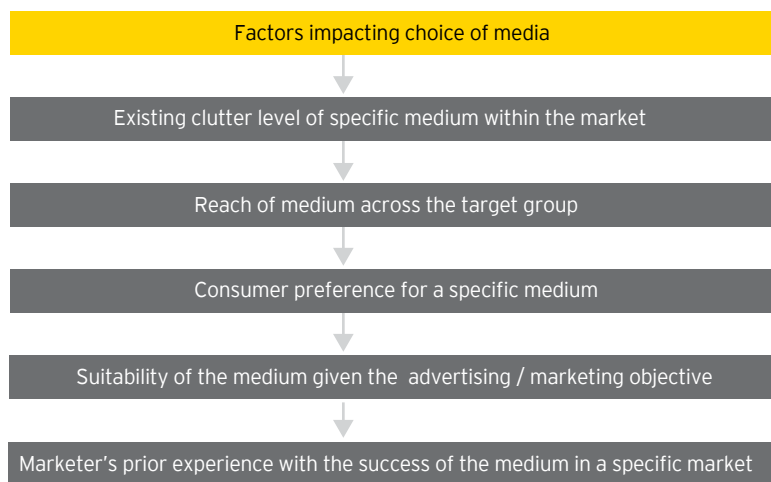 Factors impacting choice of media
Existing clutter level of specific medium within the market
Reach of medium across the target group
Consumer preference for a specific medium
Suitability of the medium given the advertising / marketing objective
Marketer's prior experience with the success of the medium in a specific market